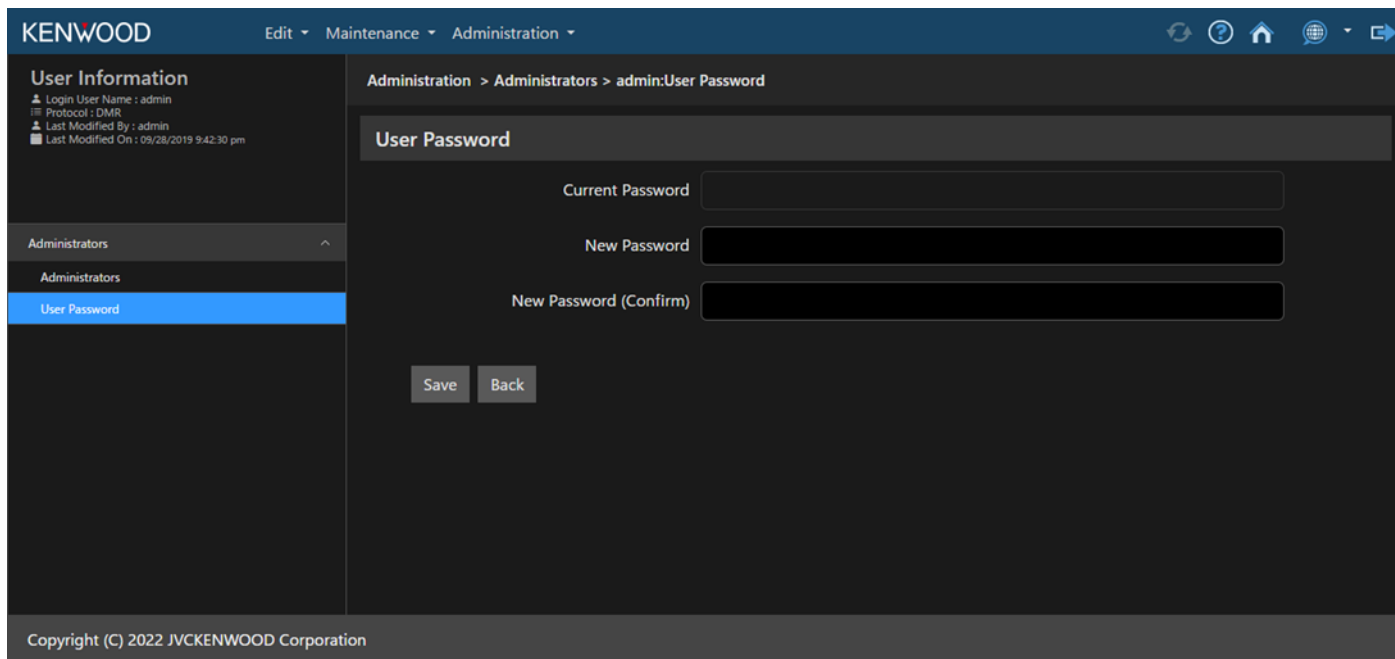 KENWOOD Edit Maintenance Administration
User Information
Login User Name : admin
Protocol : DMR
Last Modified By : admin
Last Modified On : 09/28/2019 9:42:30 pm
Administrators
Administrators
User Password
Administration > Administrators > admin:User Password
User Password
Current Password
New Password
New Password (Confirm)
Save Back
Copyright (C) 2022 JVCKENWOOD Corporation